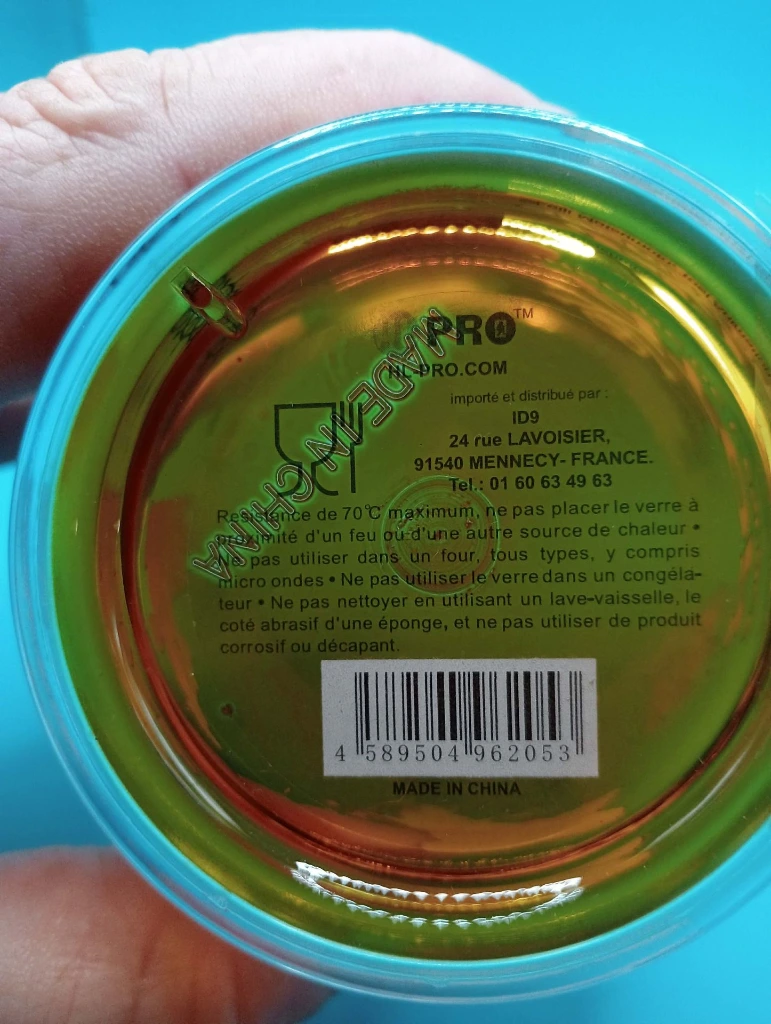 PRO™
HL-PRO.COM
importé et distribué par :
ID9
24 rue LAVOISIER,
91540 MENNECY- FRANCE.
Tel.: 01 60 63 49 63
MADE IN CHINA
Resistance de 70°C maximum, ne pas placer le verre à
proximité d'un feu ou d'une autre source de chaleur •
Ne pas utiliser dans un four, tous types, y compris
micro ondes • Ne pas utiliser le verre dans un congéla-
teur • Ne pas nettoyer en utilisant un lave-vaisselle, le
coté abrasif d'une éponge, et ne pas utiliser de produit
corrosif ou décapant.
4 589504 962053
MADE IN CHINA